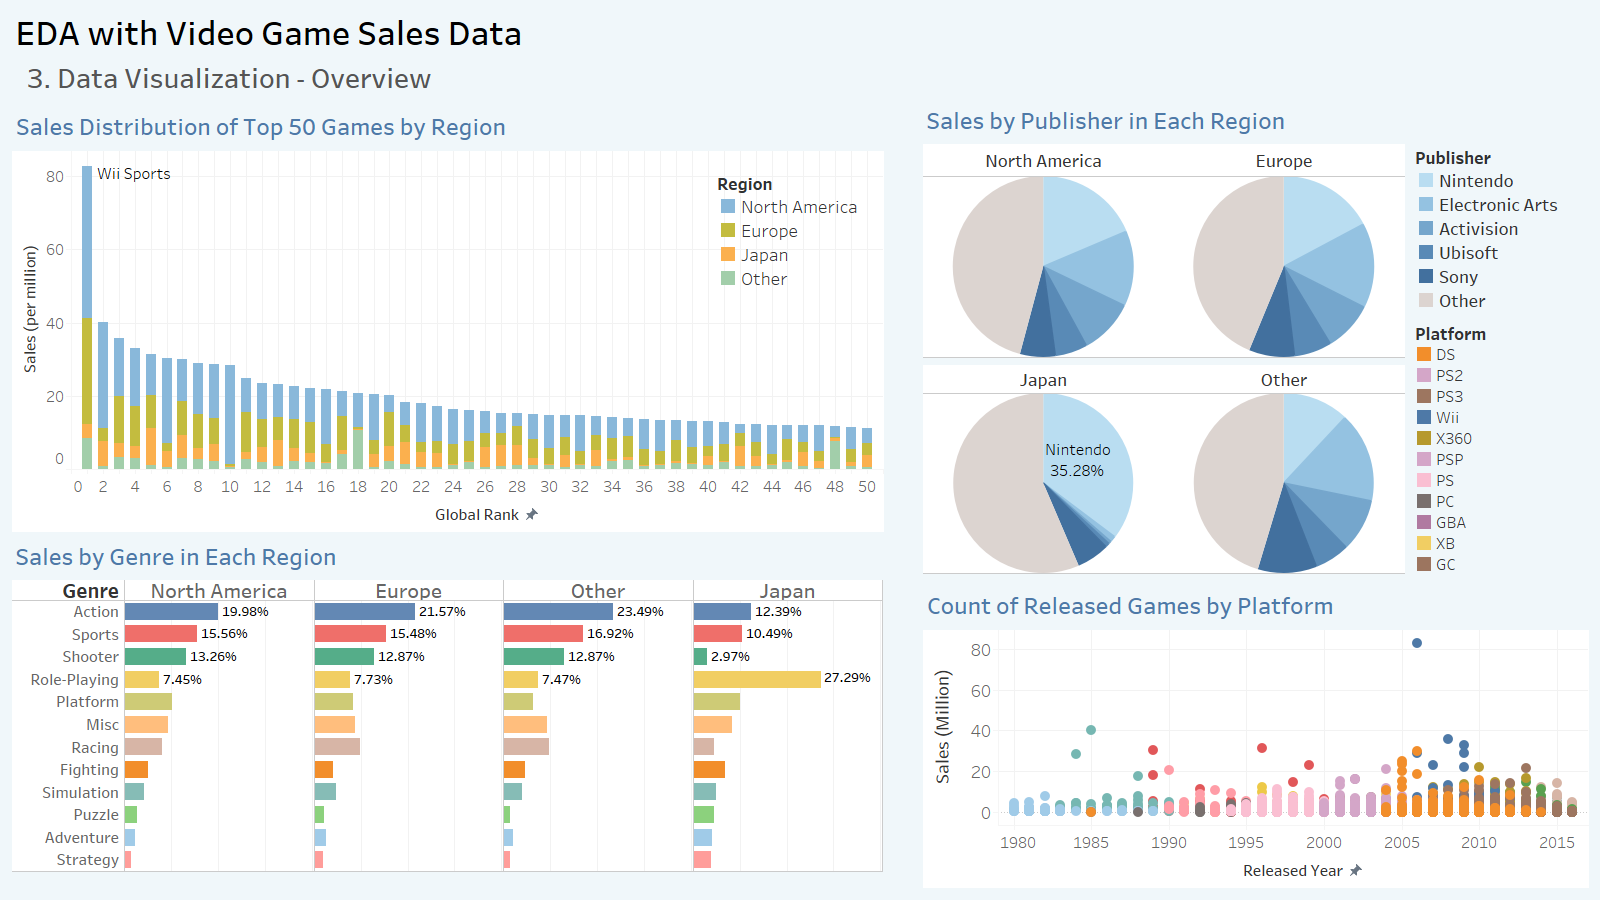 EDA with Video Game Sales Data
3. Data Visualization - Overview
Sales Distribution of Top 50 Games by Region
80
60
40
20
0
Sales (per million)
Wii Sports
Region
North America
Europe
Japan
Other
0 2 4 6 8 10 12 14 16 18 20 22 24 26 28 30 32 34 36 38 40 42 44 46 48 50
Global Rank
Sales by Genre in Each Region
Genre North America Europe Other Japan
Action 19.98% 21.57% 23.49% 12.39%
Sports 15.56% 15.48% 16.92% 10.49%
Shooter 13.26% 12.87% 12.87% 2.97%
Role-Playing 7.45% 7.73% 7.47% 27.29%
Platform
Misc
Racing
Fighting
Simulation
Puzzle
Adventure
Strategy
Sales by Publisher in Each Region
North America Europe
Japan Other
Nintendo
35.28%
Publisher
Nintendo
Electronic Arts
Activision
Ubisoft
Sony
Other
Platform
DS
PS2
PS3
Wii
X360
PSP
PS
PC
GBA
XB
GC
Count of Released Games by Platform
80
60
40
20
0
Sales (Million)
1980 1985 1990 1995 2000 2005 2010 2015
Released Year